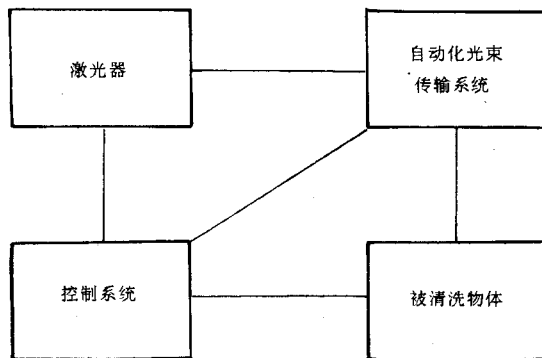 激光器
自动化光束
传输系统
控制系统
被清洗物体